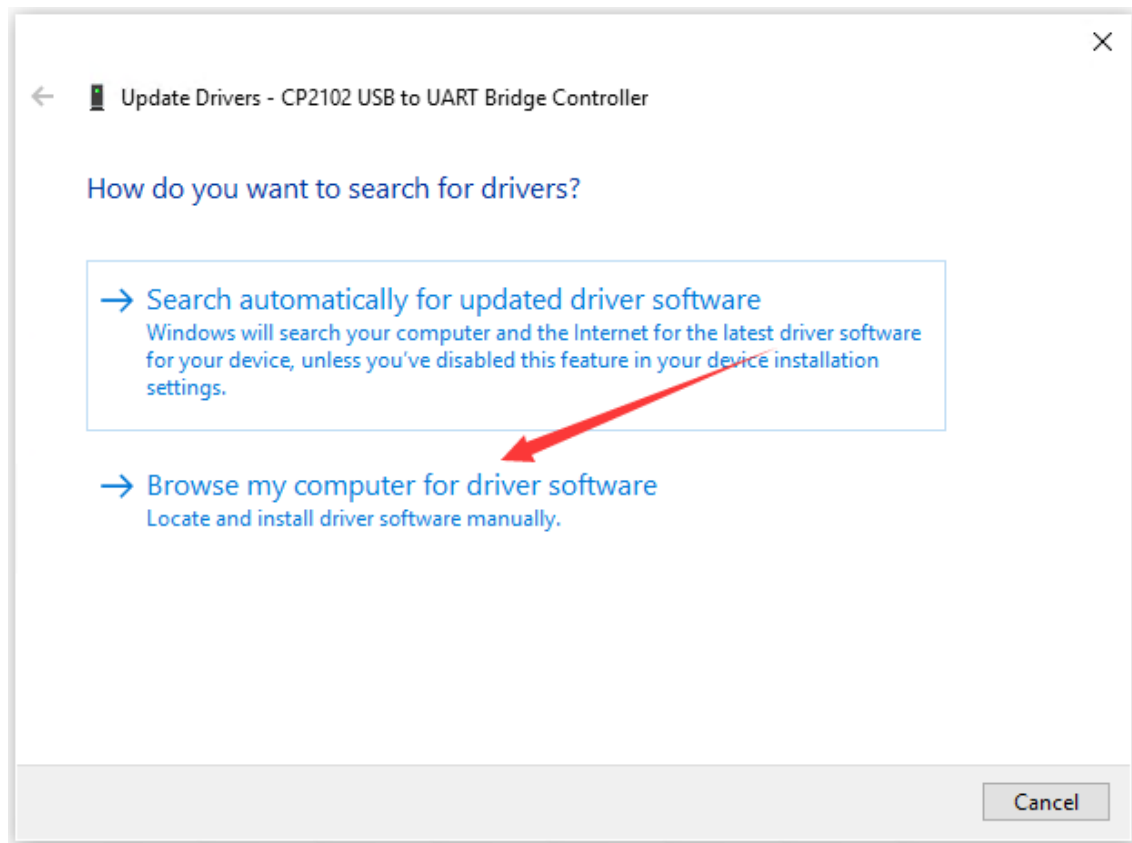 Update Drivers - CP2102 USB to UART Bridge Controller
How do you want to search for drivers?
Search automatically for updated driver software
Windows will search your computer and the Internet for the latest driver software
for your device, unless you've disabled this feature in your device installation
settings.
Browse my computer for driver software
Locate and install driver software manually.
Cancel